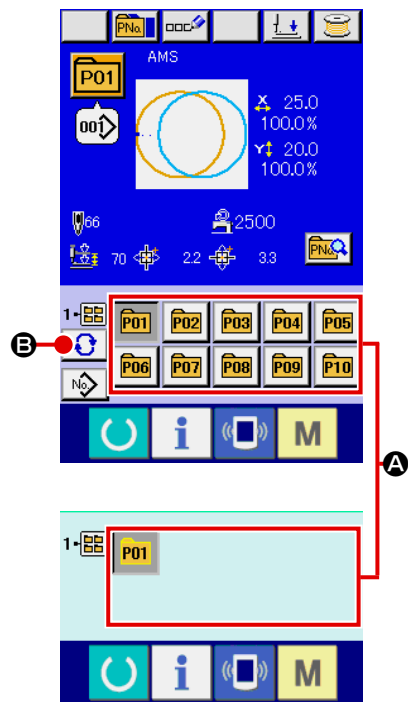 PNo.
AMS
P01
001
X 25.0
100.0%
Y 20.0
100.0%
66
2500
70
2.2
3.3
PNo.
1
P01 P02 P03 P04 P05
B
P06 P07 P08 P09 P10
No.
i M
A
1
P01
i M